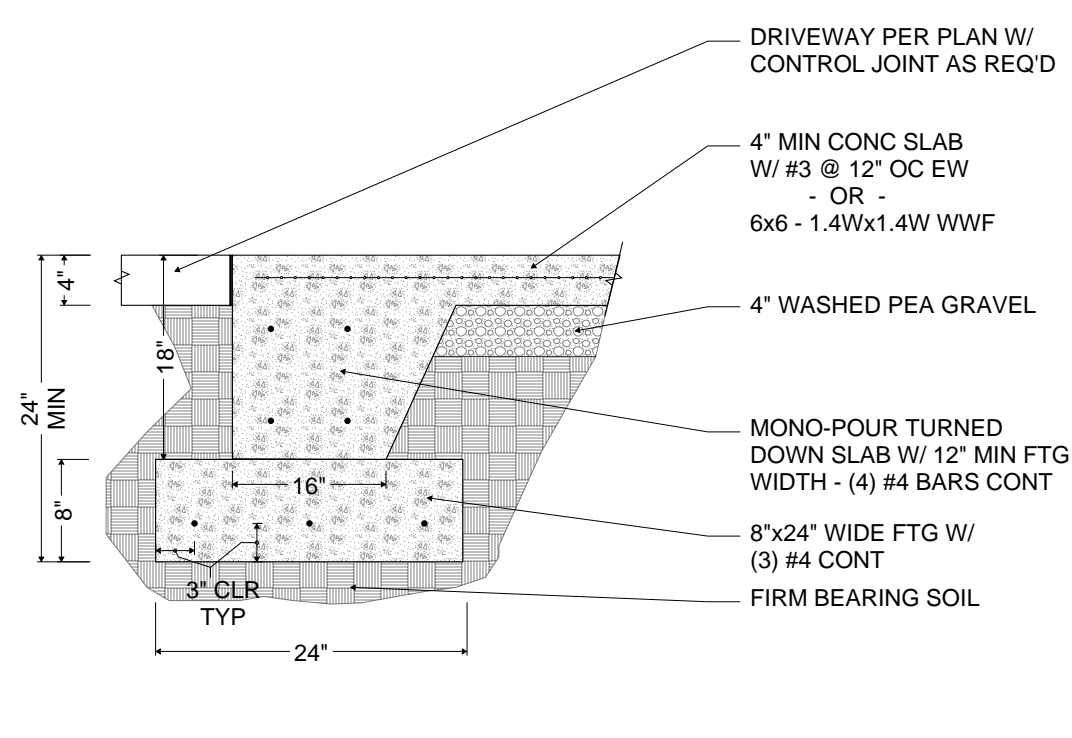 DRIVEWAY PER PLAN W/
CONTROL JOINT AS REQ'D
4" MIN CONC SLAB
W/ #3 @ 12" OC EW
- OR -
6x6 - 1.4Wx1.4W WWF
4" WASHED PEA GRAVEL
MONO-POUR TURNED
DOWN SLAB W/ 12" MIN FTG
WIDTH - (4) #4 BARS CONT
8"x24" WIDE FTG W/
(3) #4 CONT
FIRM BEARING SOIL
4"
18"
24"
MIN
8"
16"
3" CLR
TYP
24"